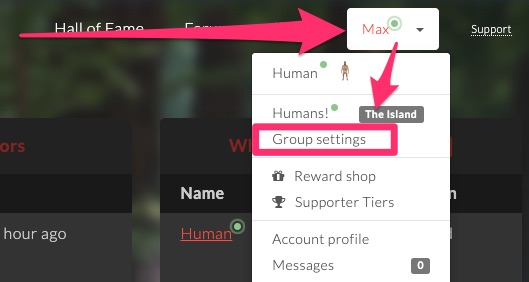 Hall of Fame
Max
Support
Human
Humans!
The Island
Group settings
ors
Wh
Reward shop
Name
n
Supporter Tiers
hour ago
Human
d
Account profile
Messages
0